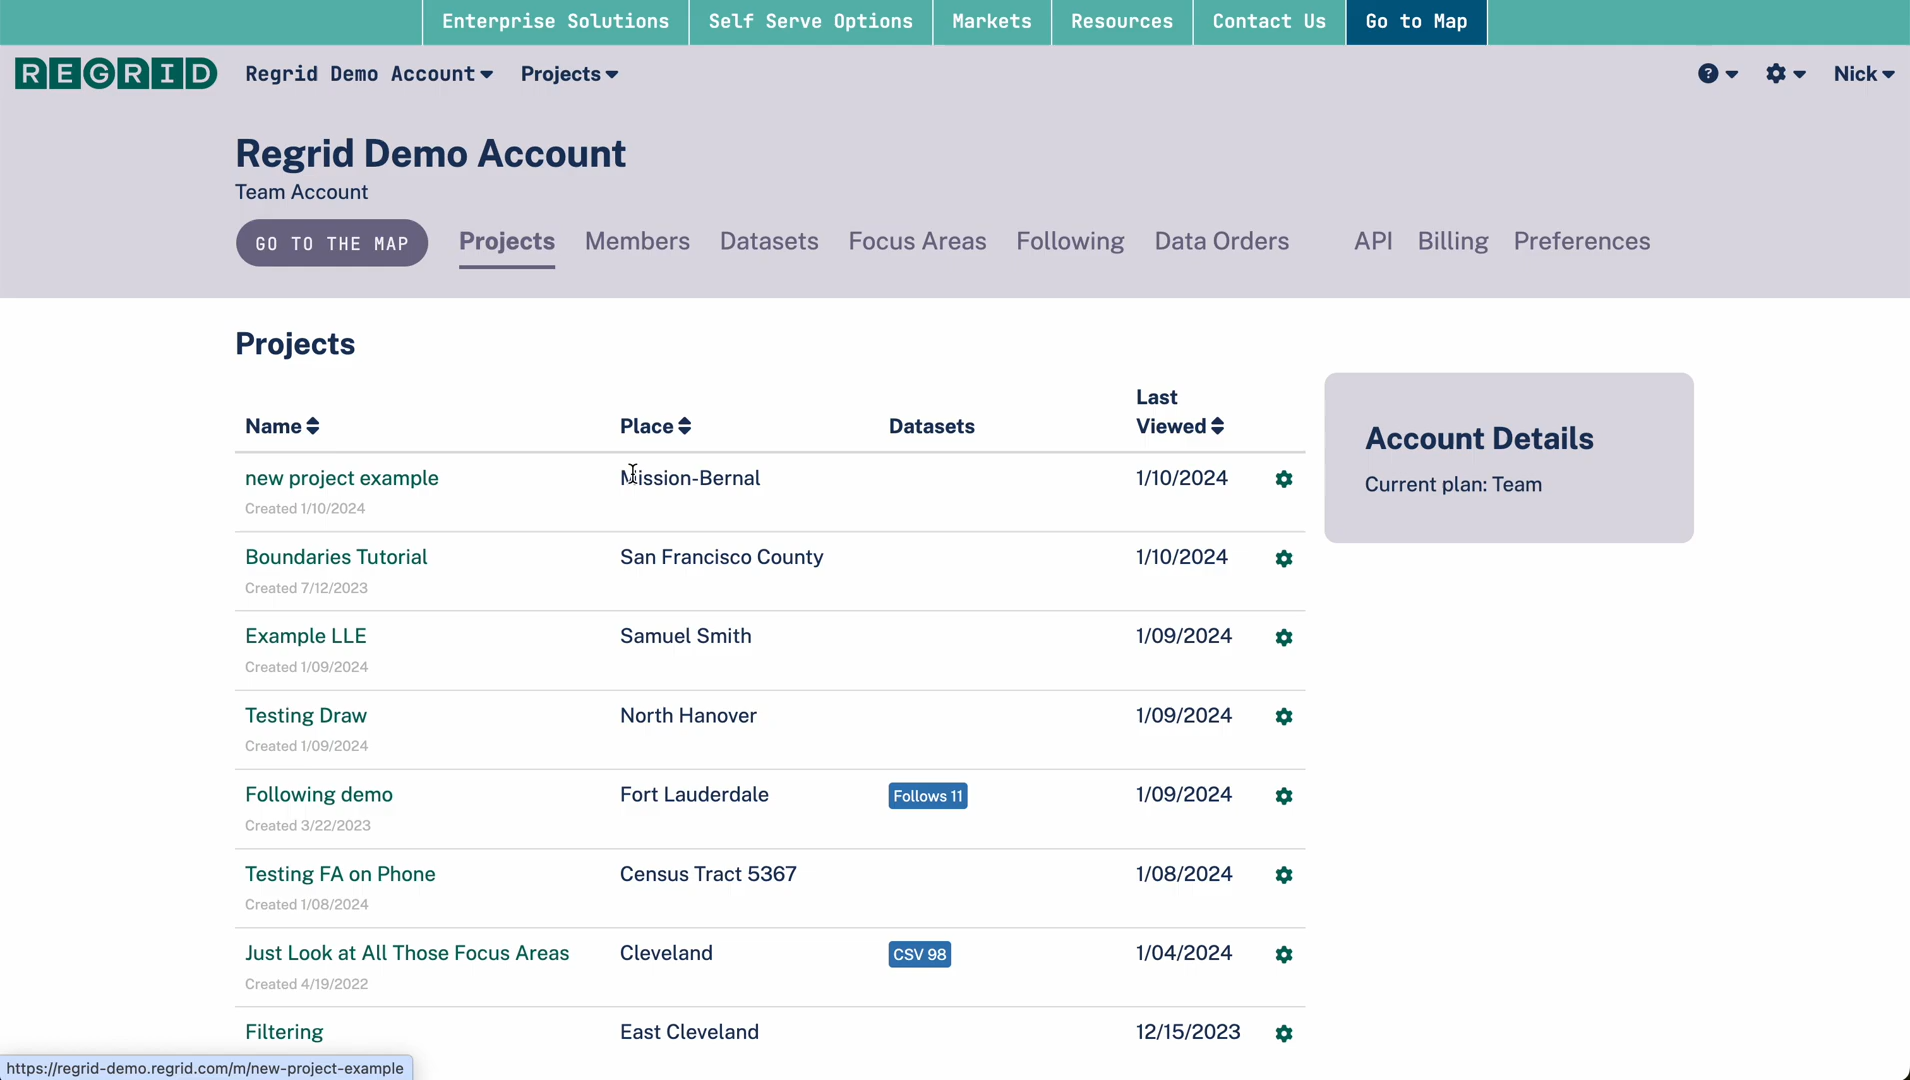 Enterprise Solutions Self Serve Options Markets Resources Contact Us Go to Map
REGRID Regrid Demo Account Projects ? Nick
Regrid Demo Account
Team Account
GO TO THE MAP Projects Members Datasets Focus Areas Following Data Orders API Billing Preferences
Projects
Name Place Datasets Last Viewed
new project example Mission-Bernal 1/10/2024
Created 1/10/2024
Boundaries Tutorial San Francisco County 1/10/2024
Created 7/12/2023
Example LLE Samuel Smith 1/09/2024
Created 1/09/2024
Testing Draw North Hanover 1/09/2024
Created 1/09/2024
Following demo Fort Lauderdale Follows 11 1/09/2024
Created 3/22/2023
Testing FA on Phone Census Tract 5367 1/08/2024
Created 1/08/2024
Just Look at All Those Focus Areas Cleveland CSV 98 1/04/2024
Created 4/19/2022
Filtering East Cleveland 12/15/2023
Account Details
Current plan: Team
https://regrid-demo.regrid.com/m/new-project-example